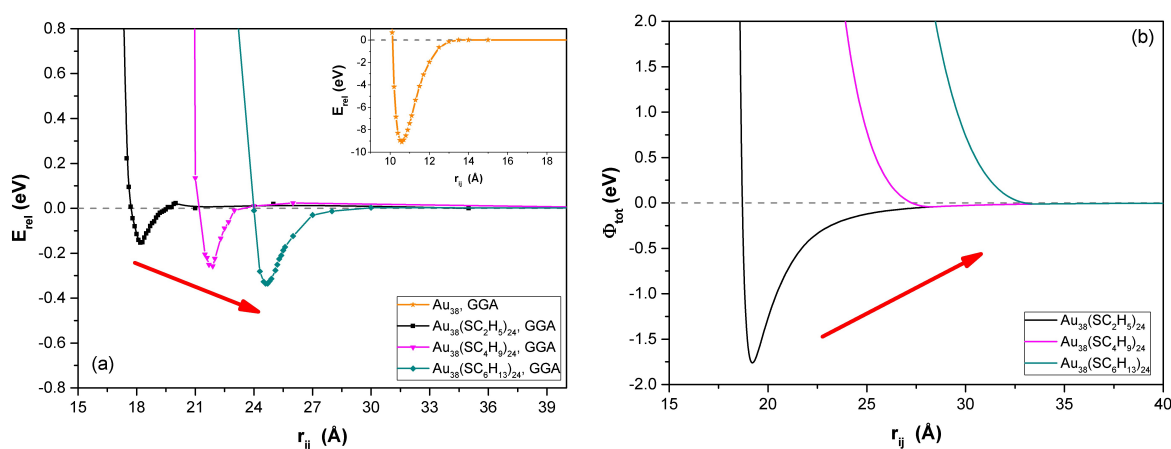 0.8
0.6
0.4
0.2
0.0
-0.2
-0.4
-0.6
-0.8
E_rel (eV)
15 18 21 24 27 30 33 36 39
r_ij (Å)
(a)
0
-2
-4
-6
-8
-10
E_rel (eV)
10 12 14 16 18
r_ij (Å)
Au₃₈, GGA
Au₃₈(SC₂H₅)₂₄, GGA
Au₃₈(SC₄H₉)₂₄, GGA
Au₃₈(SC₆H₁₃)₂₄, GGA
(b)
2.0
1.5
1.0
0.5
0.0
-0.5
-1.0
-1.5
-2.0
Φ_tot (eV)
15 20 25 30 35 40
r_ij (Å)
Au₃₈(SC₂H₅)₂₄
Au₃₈(SC₄H₉)₂₄
Au₃₈(SC₆H₁₃)₂₄